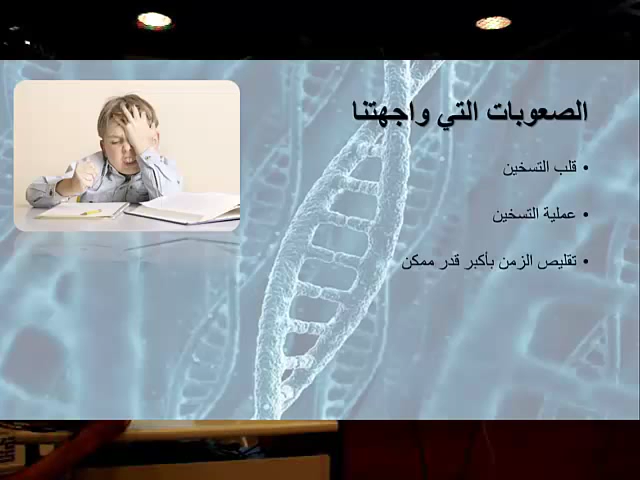 الصعوبات التي واجهتنا
• قلب التسخين
• عملية التسخين
• تقليص الزمن بأكبر قدر ممكن